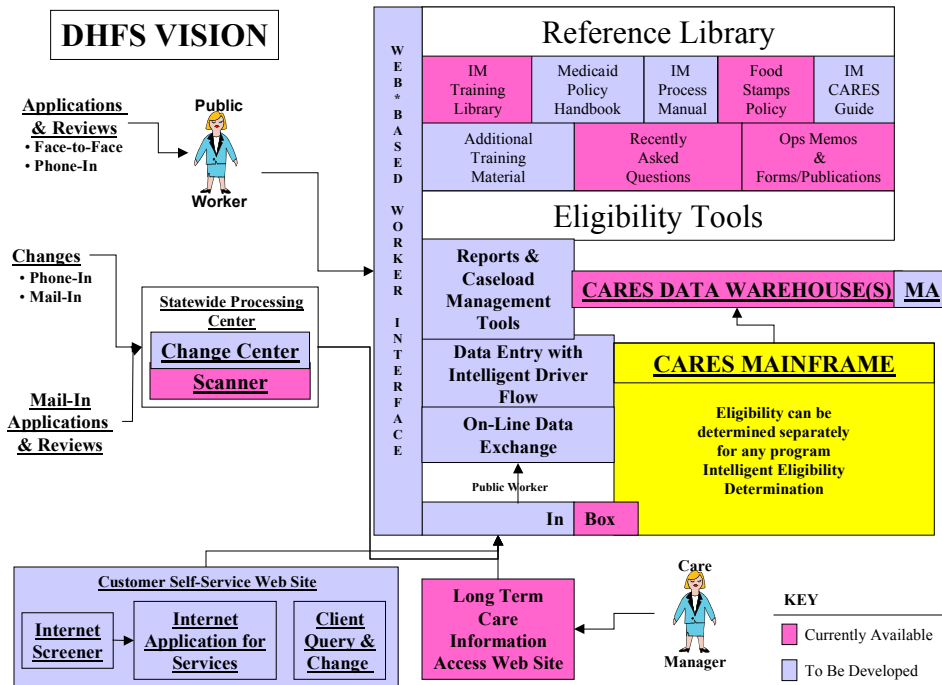 DHFS VISION
Applications
& Reviews
• Face-to-Face
• Phone-In
Public
Worker
Changes
• Phone-In
• Mail-In
Statewide Processing
Center
Change Center
Scanner
Mail-In
Applications
& Reviews
WEB*BASED WORKER INTERFACE
Reference Library
IM
Training
Library
Medicaid
Policy
Handbook
IM
Process
Manual
Food
Stamps
Policy
IM
CARES
Guide
Additional
Training
Material
Recently
Asked
Questions
Ops Memos
&
Forms/Publications
Eligibility Tools
Reports &
Caseload
Management
Tools
CARES DATA WAREHOUSE(S)
MA
Data Entry with
Intelligent Driver
Flow
On-Line Data
Exchange
Public Worker
In
Box
CARES MAINFRAME
Eligibility can be
determined separately
for any program
Intelligent Eligibility
Determination
Customer Self-Service Web Site
Internet
Screener
Internet
Application for
Services
Client
Query &
Change
Long Term
Care
Information
Access Web Site
Care
Manager
KEY
Currently Available
To Be Developed